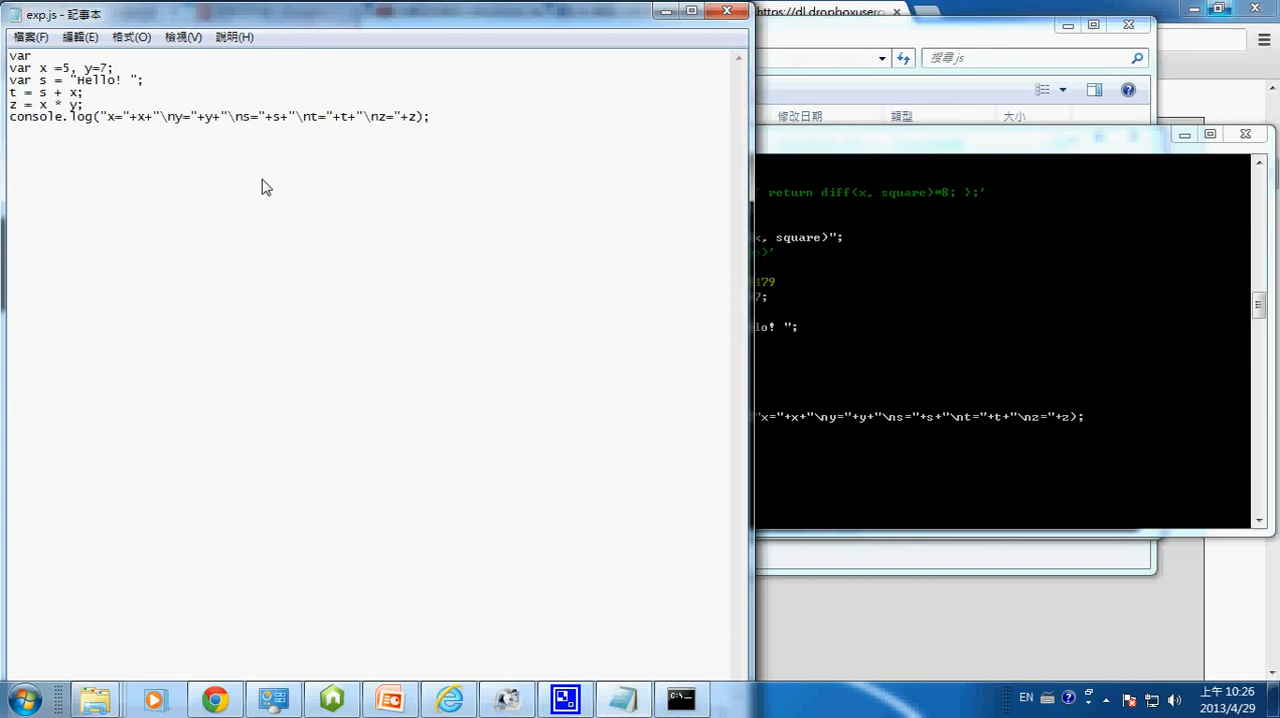 exp.js - 記事本
檔案(F) 編輯(E) 格式(O) 檢視(V) 說明(H)
var
var x =5, y=7;
var s = "Hello! ";
t = s + x;
z = x * y;
console.log("x="+x+"\ny="+y+"\ns="+s+"\nt="+t+"\nz="+z);
https://dl.dropboxuserc
搜尋 js
修改日期 類型 大小
return diff(x, square)*8; };'
x, square)";
e)'
79
7;
lo! ";
"x="+x+"\ny="+y+"\ns="+s+"\nt="+t+"\nz="+z);
EN
上午 10:26
2013/4/29